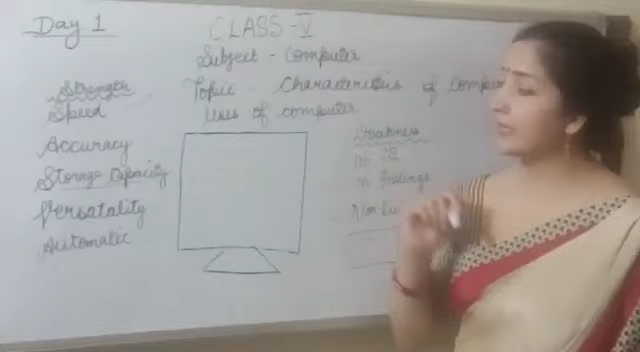 Day 1
CLASS - V
Subject - Computer
Topic - Characteristics of Compu
Uses of computer
Strength
Speed
Accuracy
Storage Capacity
Versatality
Automatic
Weakness
No IQ
No feelings